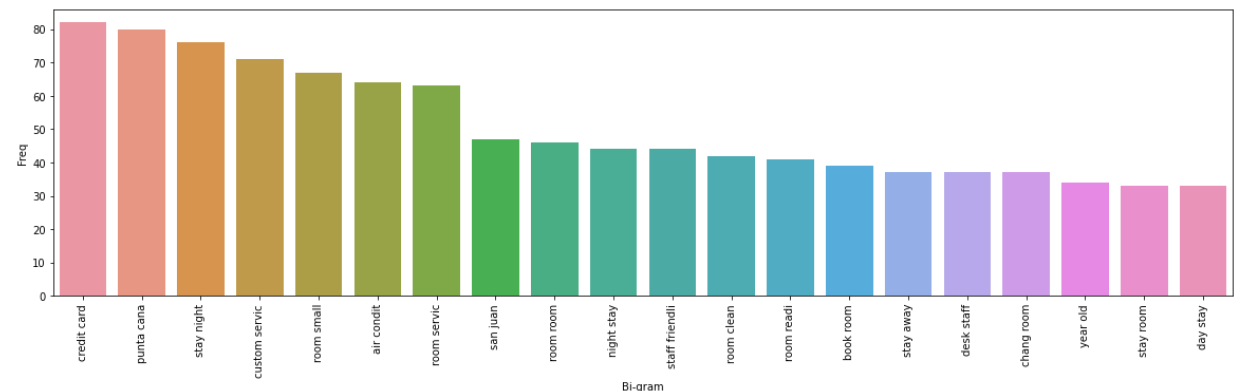 80
70
60
50
40
30
20
10
0
Freq
credit card
punta cana
stay night
custom servic
room small
air condit
room servic
san juan
room room
night stay
staff friendli
room clean
room readi
book room
stay away
desk staff
chang room
year old
stay room
day stay
Bi-gram